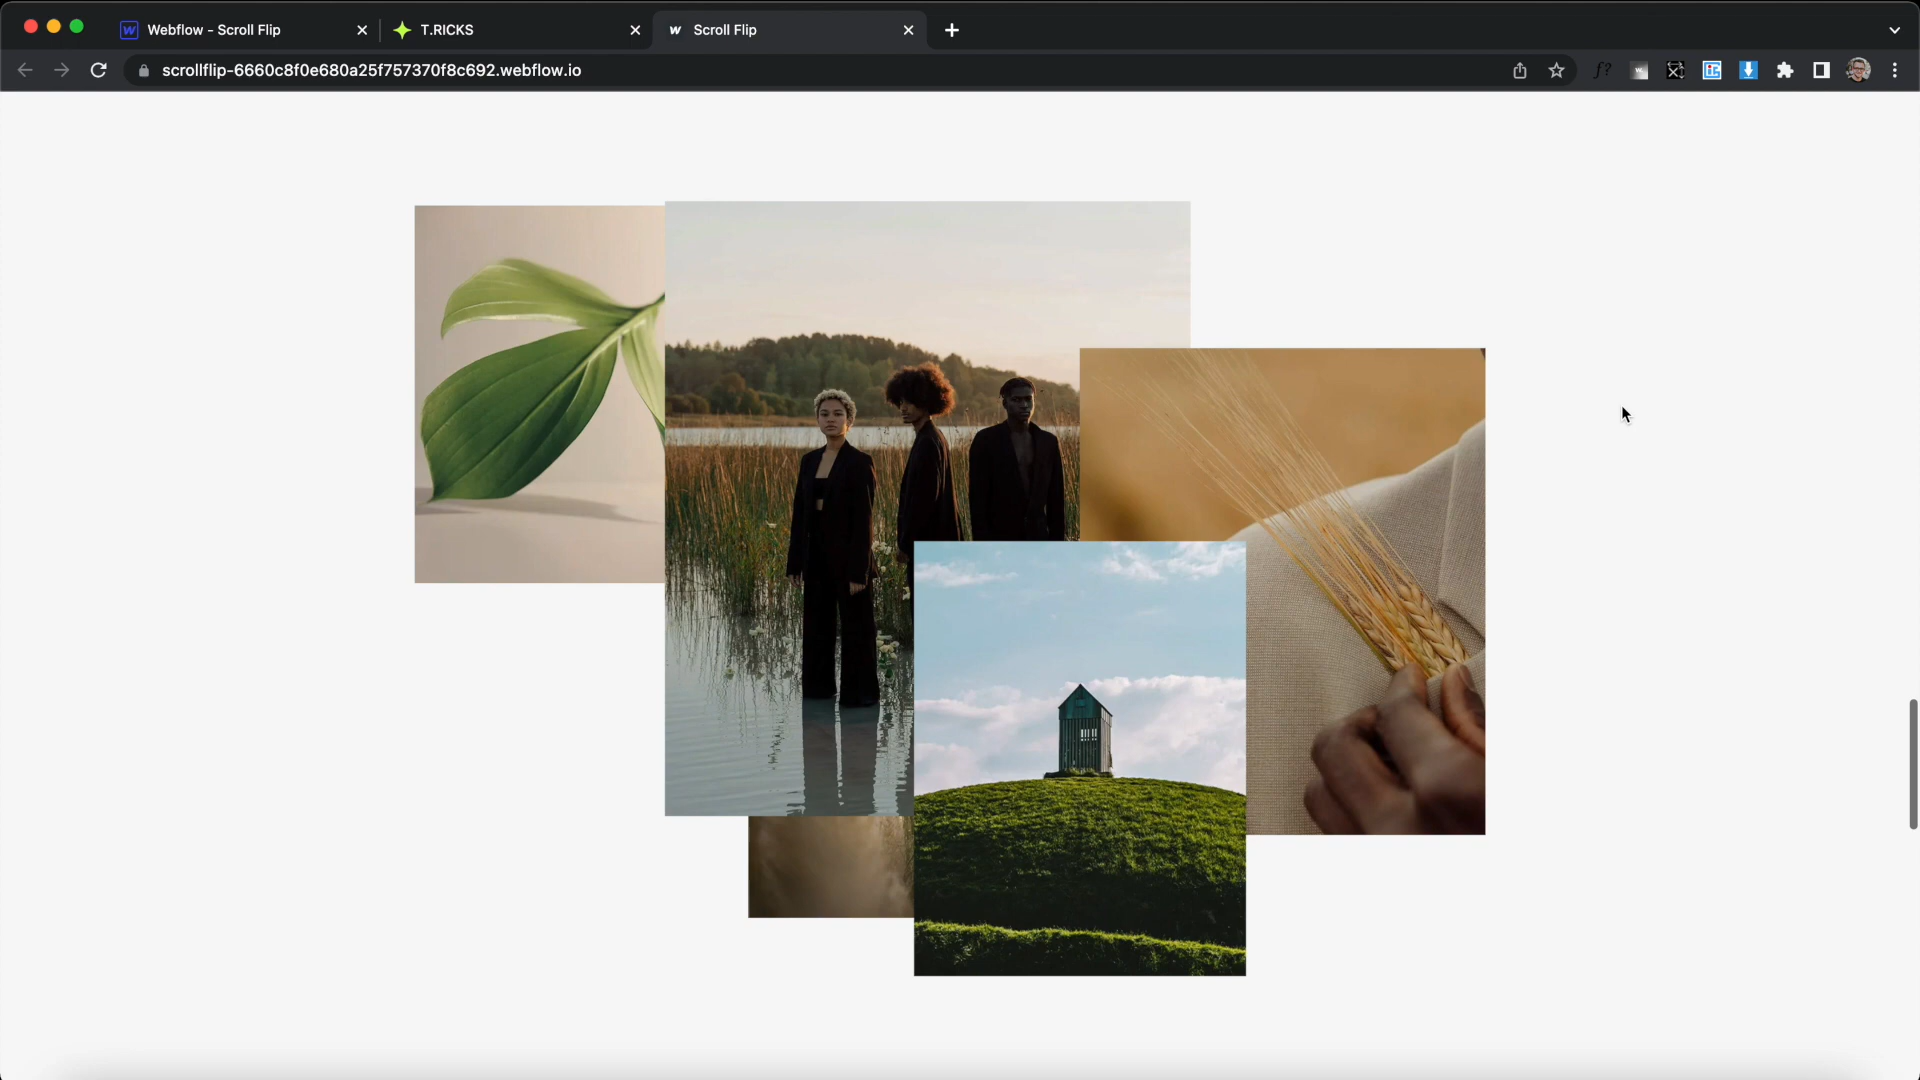 Webflow - Scroll Flip
T.RICKS
Scroll Flip
scrollflip-6660c8f0e680a25f757370f8c692.webflow.io